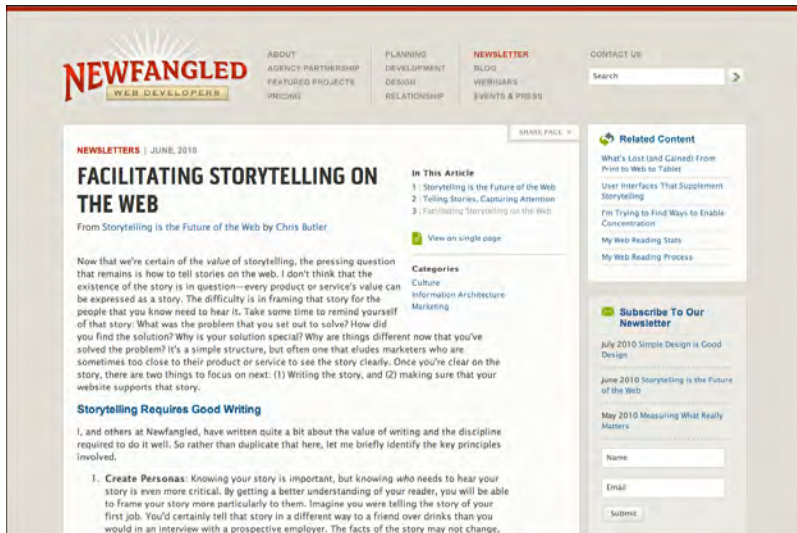 NEWFANGLED
WEB DEVELOPERS
ABOUT
AGENCY PARTNERSHIP
FEATURED PROJECTS
PRICING
PLANNING
DEVELOPMENT
DESIGN
RELATIONSHIP
NEWSLETTER
BLOG
WEBINARS
EVENTS & PRESS
CONTACT US
Search
SHARE PAGE
NEWSLETTERS | JUNE, 2010
FACILITATING STORYTELLING ON
THE WEB
From Storytelling is the Future of the Web by Chris Butler
In This Article
1 : Storytelling is the Future of the Web
2 : Telling Stories, Capturing Attention
3 : Facilitating Storytelling on the Web
View on single page
Categories
Culture
Information Architecture
Marketing
Now that we're certain of the value of storytelling, the pressing question
that remains is how to tell stories on the web. I don't think that the
existence of the story is in question—every product or service's value can
be expressed as a story. The difficulty is in framing that story for the
people that you know need to hear it. Take some time to remind yourself
of that story: What was the problem that you set out to solve? How did
you find the solution? Why is your solution special? Why are things different now that you've
solved the problem? It's a simple structure, but often one that eludes marketers who are
sometimes too close to their product or service to see the story clearly. Once you're clear on the
story, there are two things to focus on next: (1) Writing the story, and (2) making sure that your
website supports that story.
Storytelling Requires Good Writing
I, and others at Newfangled, have written quite a bit about the value of writing and the discipline
required to do it well. So rather than duplicate that here, let me briefly identify the key principles
involved.
1. Create Personas: Knowing your story is important, but knowing who needs to hear your
story is even more critical. By getting a better understanding of your reader, you will be able
to frame your story more particularly to them. Imagine you were telling the story of your
first job. You'd certainly tell that story in a different way to a friend over drinks than you
would in an interview with a prospective employer. The facts of the story may not change,
Related Content
What's Lost (and Gained) From
Print to Web to Tablet
User Interfaces That Supplement
Storytelling
I'm Trying to Find Ways to Enable
Concentration
My Web Reading Stats
My Web Reading Process
Subscribe To Our
Newsletter
July 2010 Simple Design is Good
Design
June 2010 Storytelling is the Future
of the Web
May 2010 Measuring What Really
Matters
Name
Email
Submit